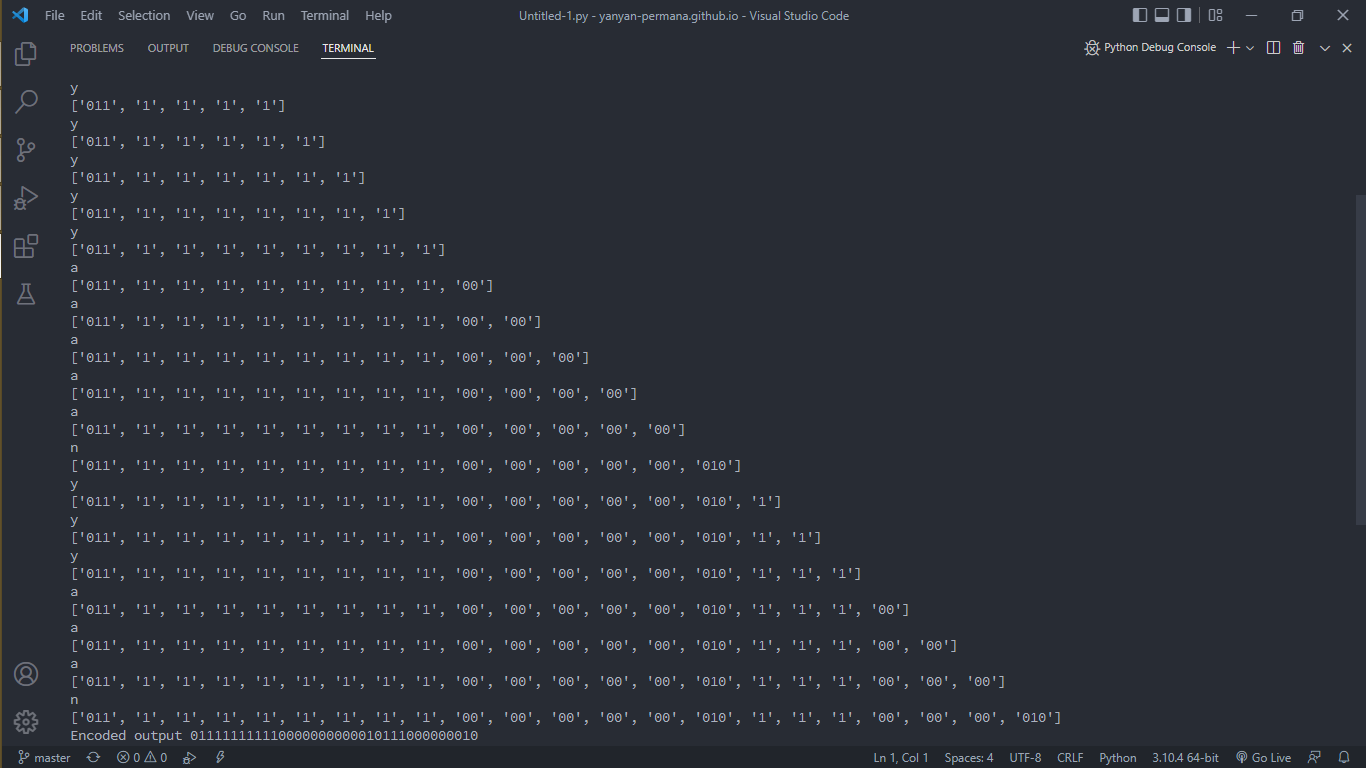 File Edit Selection View Go Run Terminal Help
Untitled-1.py - yanyan-permana.github.io - Visual Studio Code
PROBLEMS OUTPUT DEBUG CONSOLE TERMINAL
Python Debug Console
y
['011', '1', '1', '1', '1']
y
['011', '1', '1', '1', '1', '1']
y
['011', '1', '1', '1', '1', '1', '1']
y
['011', '1', '1', '1', '1', '1', '1', '1']
y
['011', '1', '1', '1', '1', '1', '1', '1', '1']
a
['011', '1', '1', '1', '1', '1', '1', '1', '1', '00']
a
['011', '1', '1', '1', '1', '1', '1', '1', '1', '00', '00']
a
['011', '1', '1', '1', '1', '1', '1', '1', '1', '00', '00', '00']
a
['011', '1', '1', '1', '1', '1', '1', '1', '1', '00', '00', '00', '00']
a
['011', '1', '1', '1', '1', '1', '1', '1', '1', '00', '00', '00', '00', '00']
n
['011', '1', '1', '1', '1', '1', '1', '1', '1', '00', '00', '00', '00', '00', '010']
y
['011', '1', '1', '1', '1', '1', '1', '1', '1', '00', '00', '00', '00', '00', '010', '1']
y
['011', '1', '1', '1', '1', '1', '1', '1', '1', '00', '00', '00', '00', '00', '010', '1', '1']
y
['011', '1', '1', '1', '1', '1', '1', '1', '1', '00', '00', '00', '00', '00', '010', '1', '1', '1']
a
['011', '1', '1', '1', '1', '1', '1', '1', '1', '00', '00', '00', '00', '00', '010', '1', '1', '1', '00']
a
['011', '1', '1', '1', '1', '1', '1', '1', '1', '00', '00', '00', '00', '00', '010', '1', '1', '1', '00', '00']
a
['011', '1', '1', '1', '1', '1', '1', '1', '1', '00', '00', '00', '00', '00', '010', '1', '1', '1', '00', '00', '00']
n
['011', '1', '1', '1', '1', '1', '1', '1', '1', '00', '00', '00', '00', '00', '010', '1', '1', '1', '00', '00', '00', '010']
Encoded output 011111111110000000000010111000000010
master 0 0 Ln 1, Col 1 Spaces: 4 UTF-8 CRLF Python 3.10.4 64-bit Go Live